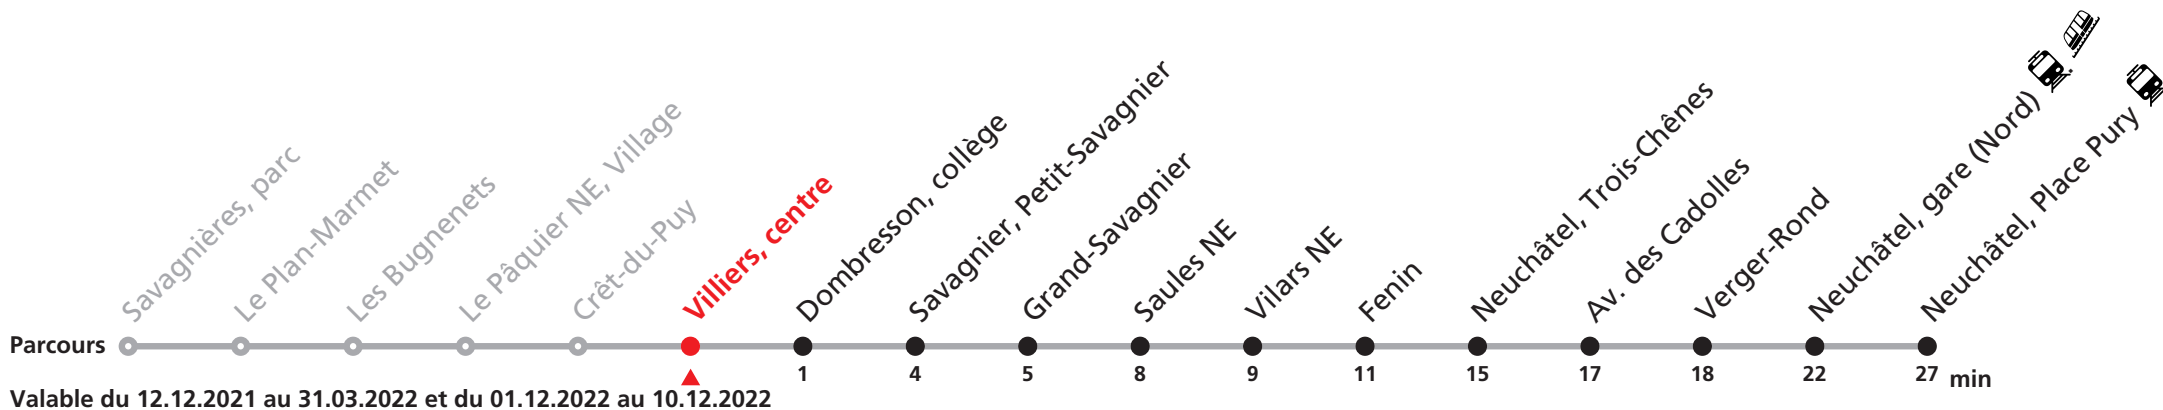 Savagnières, parc
Le Plan-Marmet
Les Bugnenets
Le Pâquier NE, Village
Crêt-du-Puy
Villiers, centre
Dombresson, collège
Savagnier, Petit-Savagnier
Grand-Savagnier
Saules NE
Vilars NE
Fenin
Neuchâtel, Trois-Chênes
Av. des Cadolles
Verger-Rond
Neuchâtel, gare (Nord)
Neuchâtel, Place Pury
Parcours
1 4 5 8 9 11 15 17 18 22 27 min
Valable du 12.12.2021 au 31.03.2022 et du 01.12.2022 au 10.12.2022